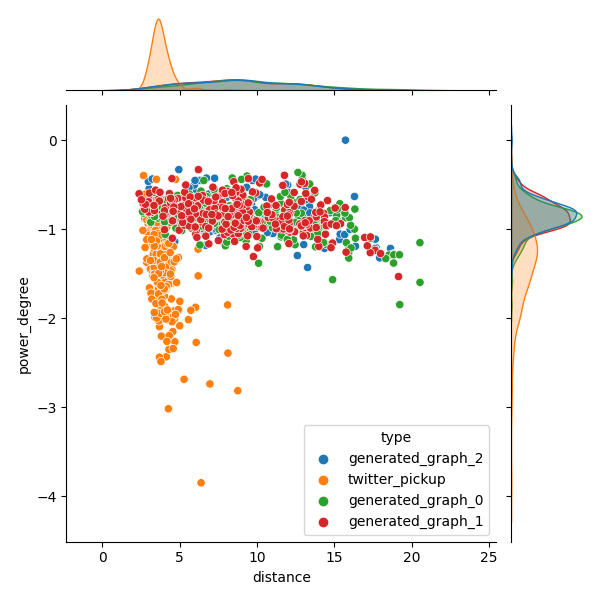 0
−1
−2
−3
−4
power_degree
type
generated_graph_2
twitter_pickup
generated_graph_0
generated_graph_1
0 5 10 15 20 25
distance